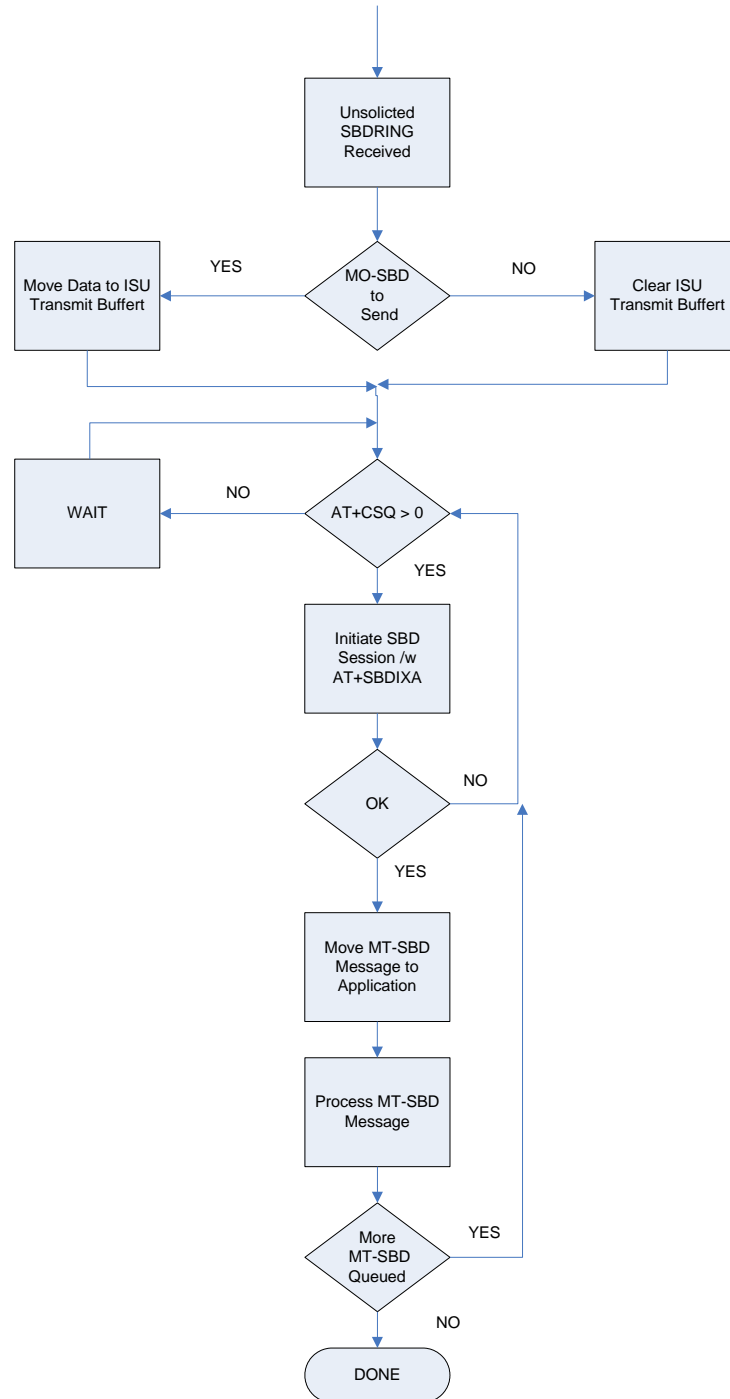 Unsolicted
SBDRING
Received
YES
MO-SBD
to
Send
NO
Move Data to ISU
Transmit Buffert
Clear ISU
Transmit Buffert
WAIT
NO
AT+CSQ > 0
YES
Initiate SBD
Session /w
AT+SBDIXA
OK
NO
YES
Move MT-SBD
Message to
Application
Process MT-SBD
Message
More
MT-SBD
Queued
YES
NO
DONE